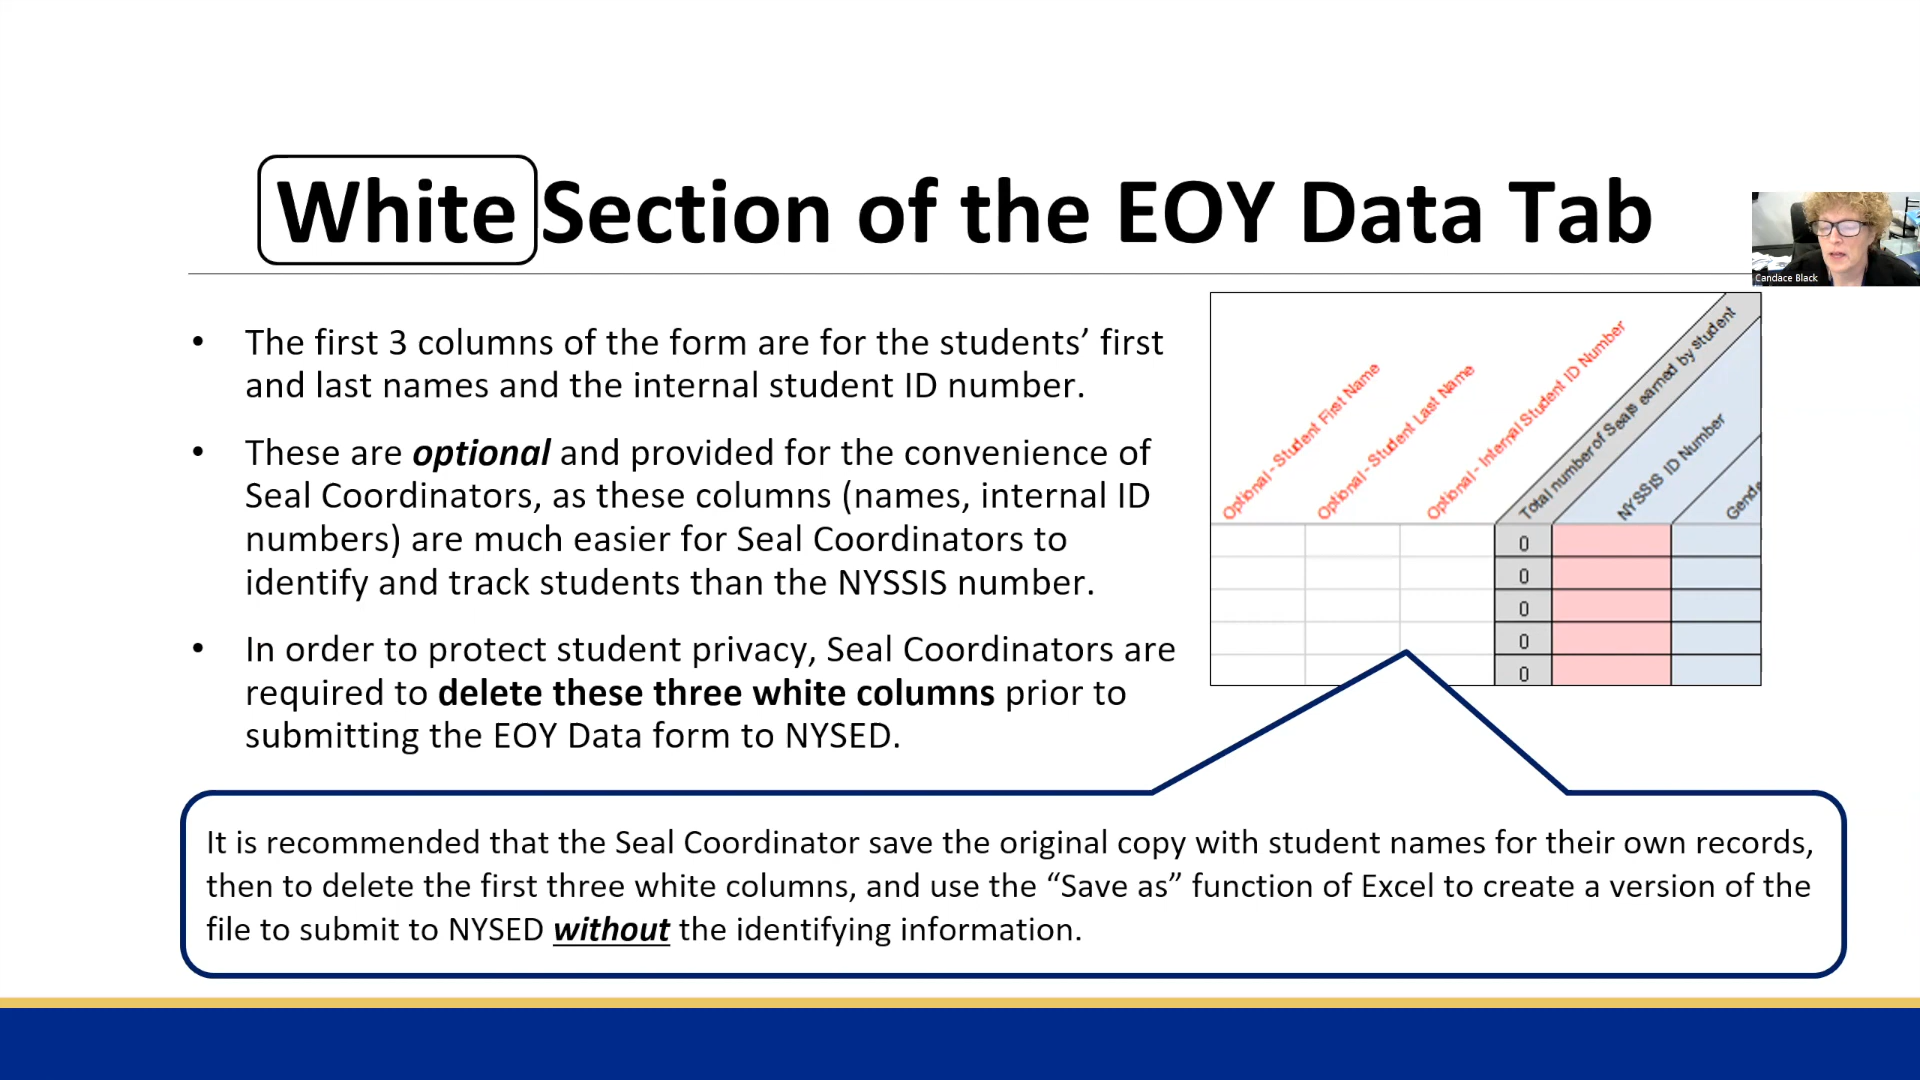 White Section of the EOY Data Tab
Candace Black
• The first 3 columns of the form are for the students’ first
and last names and the internal student ID number.
• These are optional and provided for the convenience of
Seal Coordinators, as these columns (names, internal ID
numbers) are much easier for Seal Coordinators to
identify and track students than the NYSSIS number.
• In order to protect student privacy, Seal Coordinators are
required to delete these three white columns prior to
submitting the EOY Data form to NYSED.
Optional - Student First Name
Optional - Student Last Name
Optional - Internal Student ID Number
Total number of Seals earned by student
NYSSIS ID Number
0
0
0
0
0
It is recommended that the Seal Coordinator save the original copy with student names for their own records,
then to delete the first three white columns, and use the “Save as” function of Excel to create a version of the
file to submit to NYSED without the identifying information.